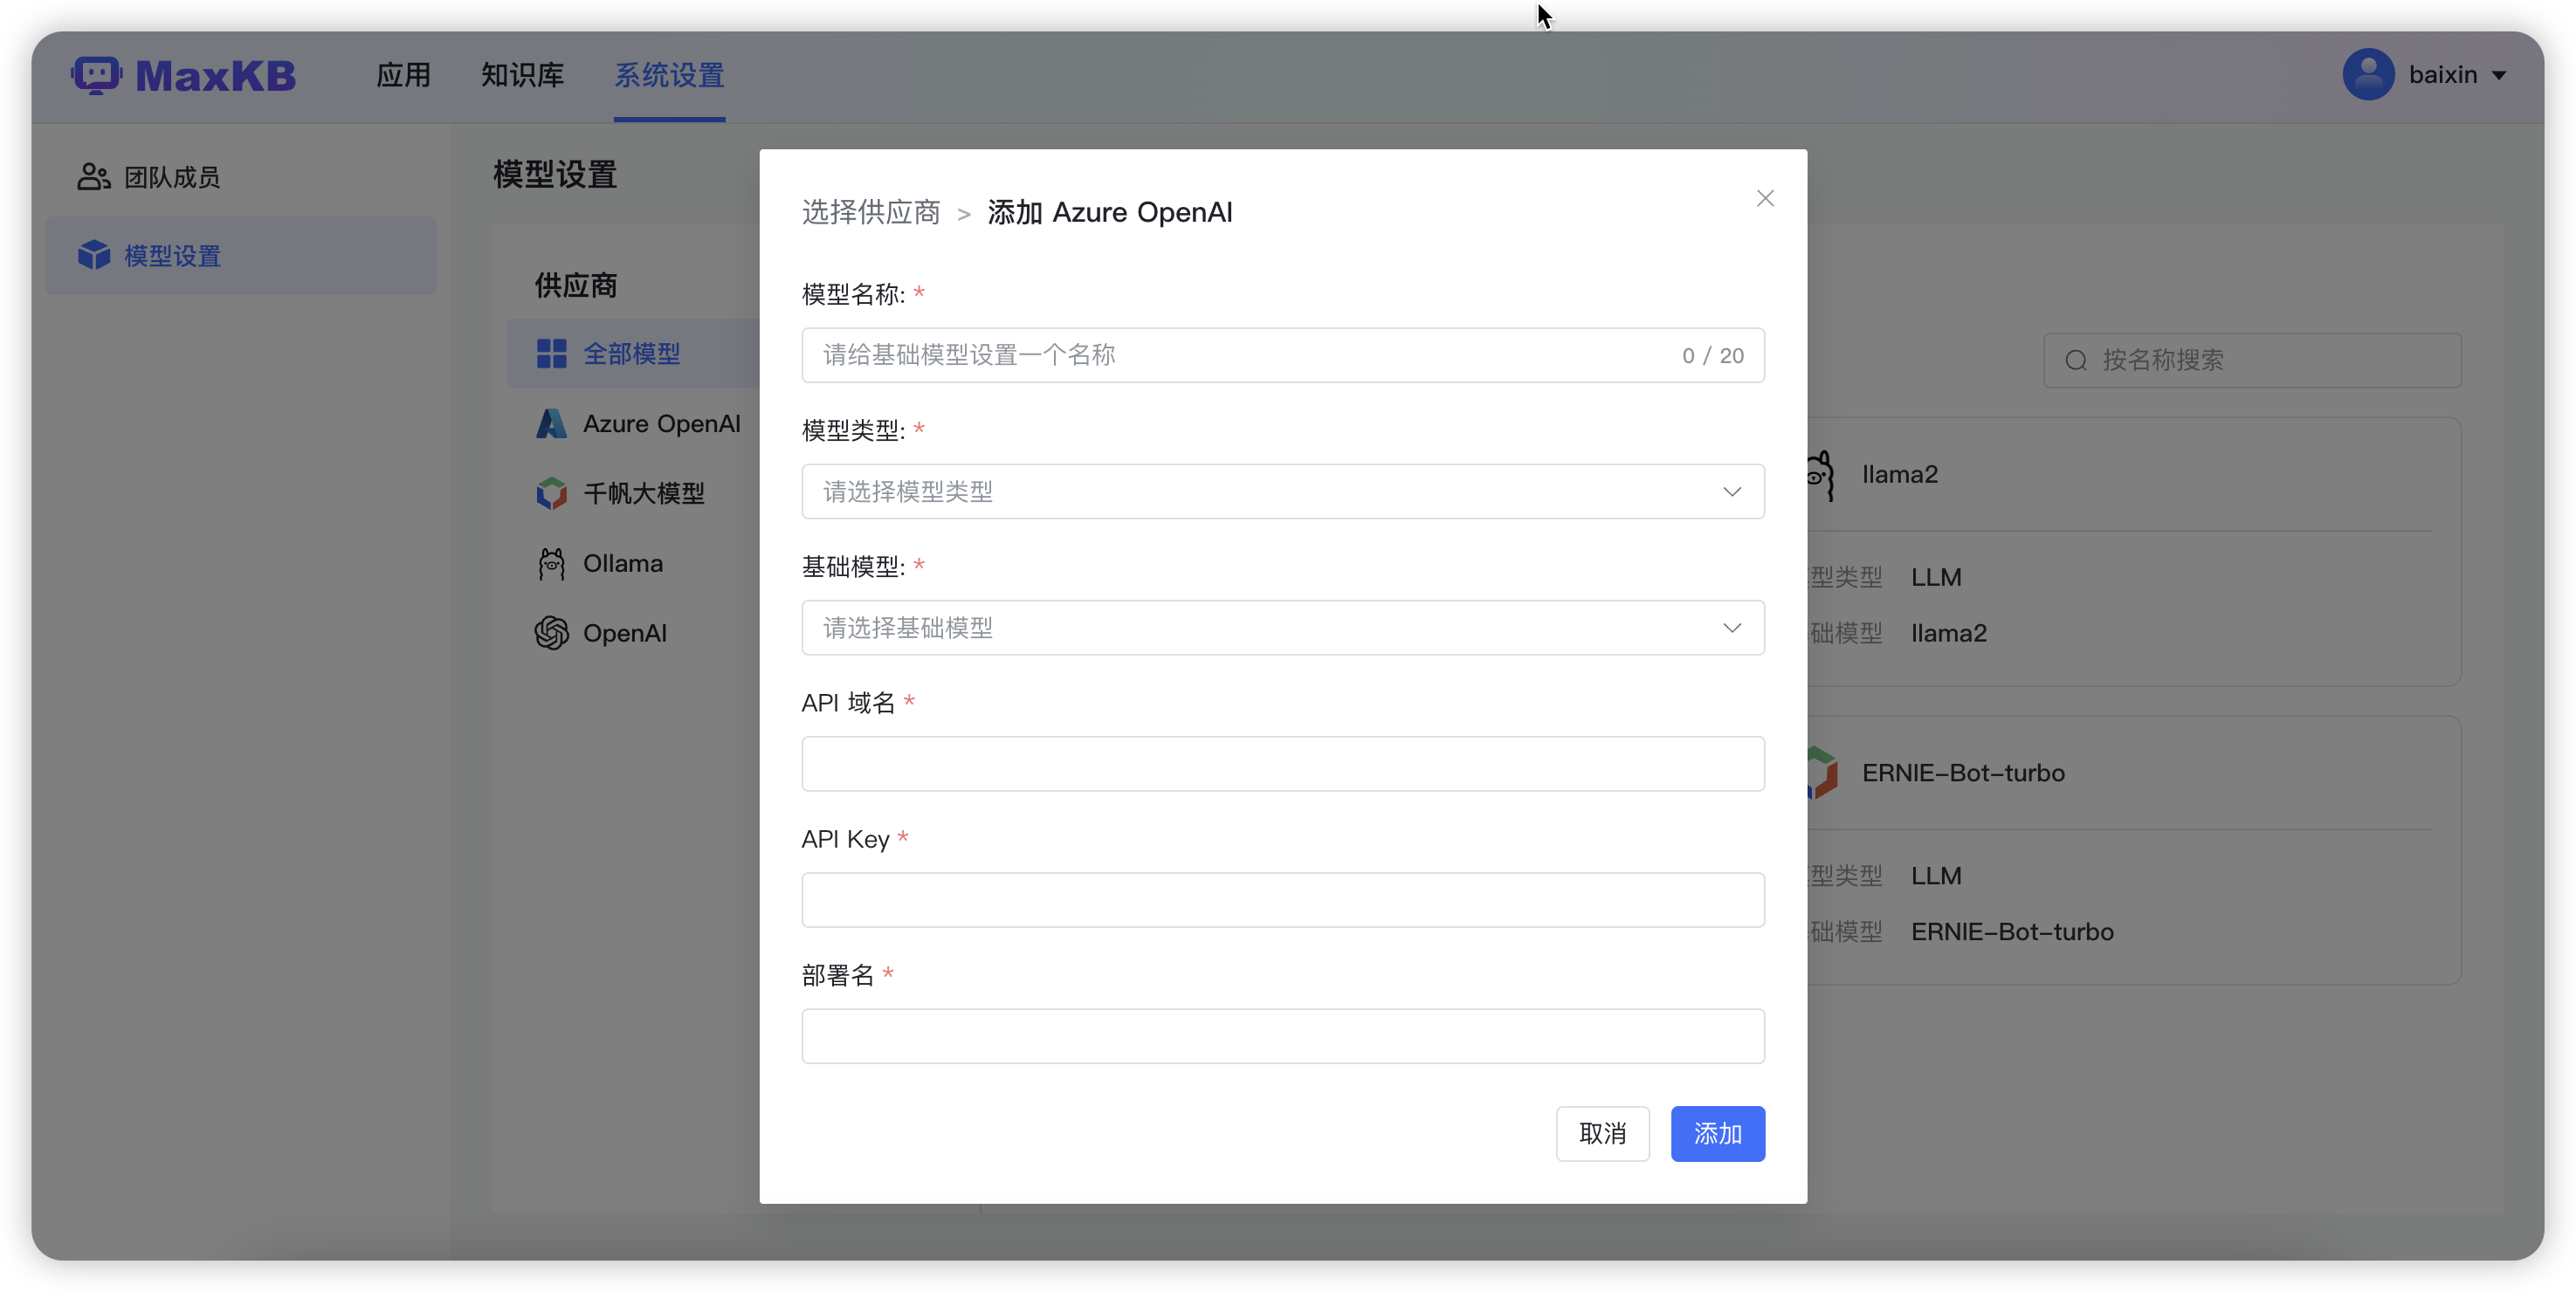 MaxKB
应用
知识库
系统设置
baixin
团队成员
模型设置
模型设置
供应商
全部模型
Azure OpenAI
千帆大模型
Ollama
OpenAI
选择供应商 > 添加 Azure OpenAI
模型名称: *
请给基础模型设置一个名称 0 / 20
模型类型: *
请选择模型类型
基础模型: *
请选择基础模型
API 域名 *
API Key *
部署名 *
取消
添加
按名称搜索
llama2
型类型 LLM
础模型 llama2
ERNIE-Bot-turbo
型类型 LLM
础模型 ERNIE-Bot-turbo